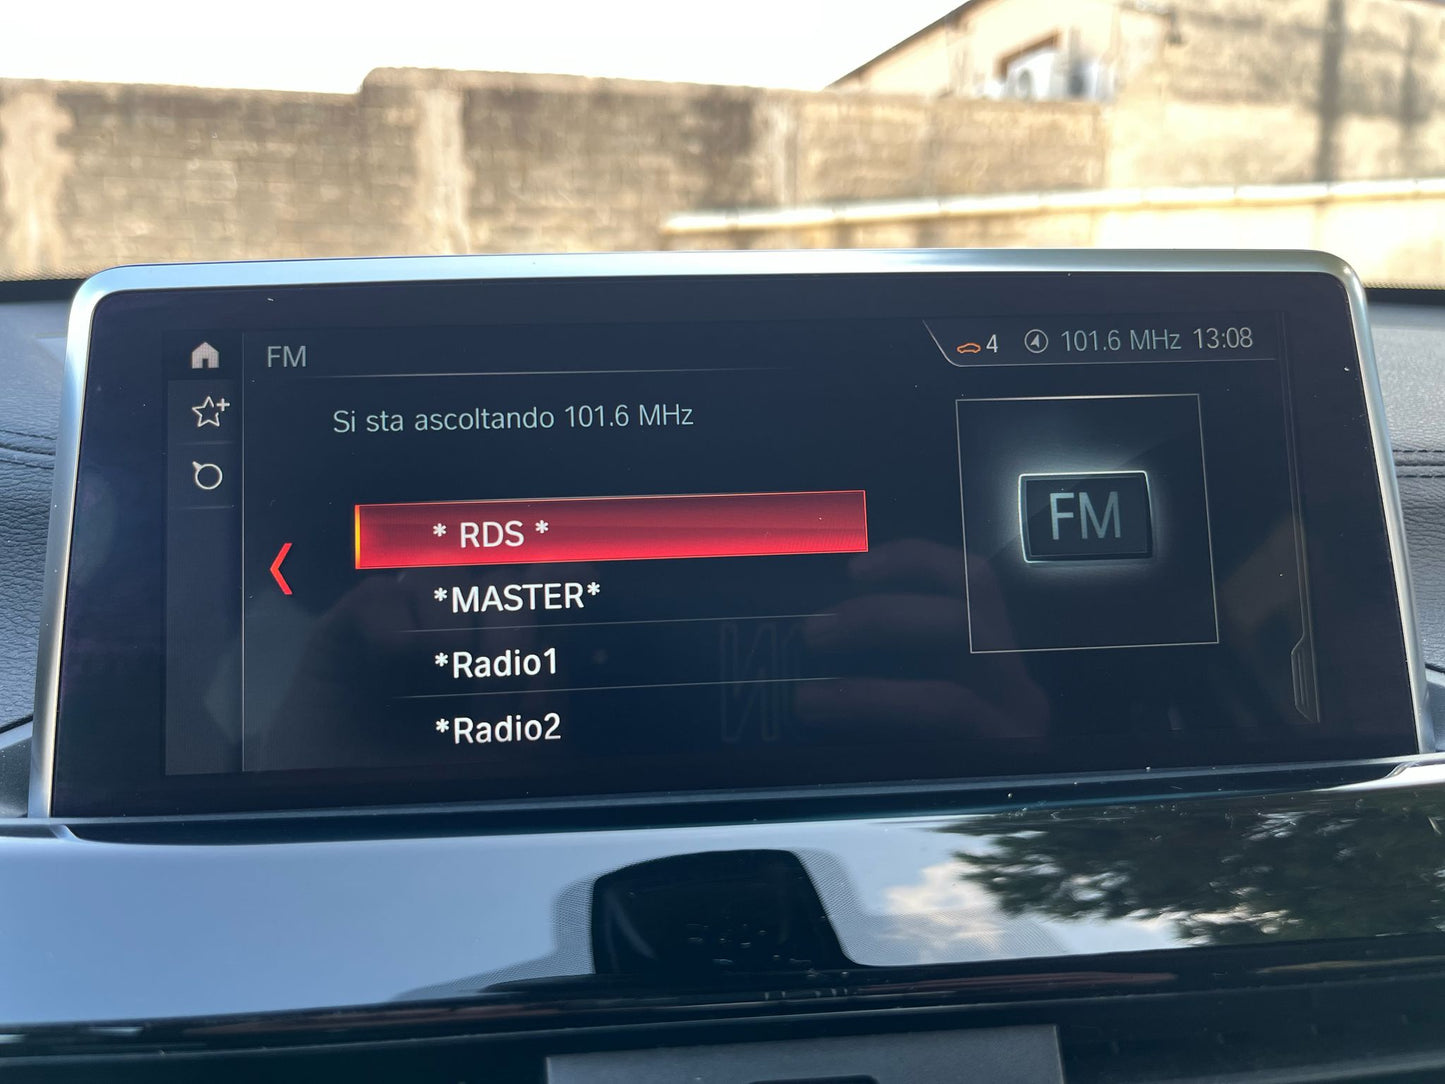 FM
4 101.6 MHz 13:08
Si sta ascoltando 101.6 MHz
FM
* RDS *
*MASTER*
*Radio1
*Radio2